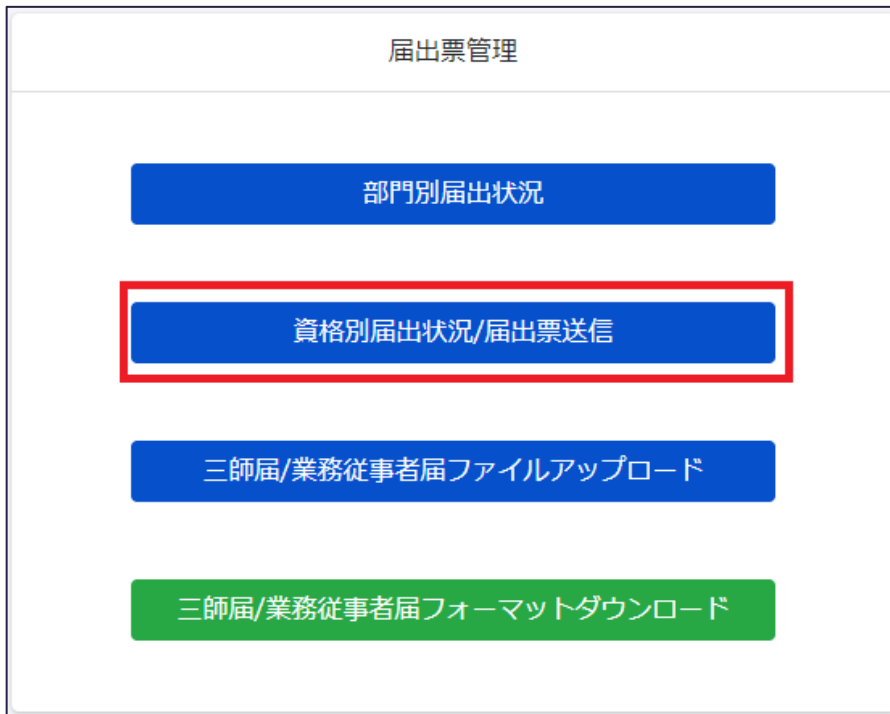 届出票管理
部門別届出状況
資格別届出状況/届出票送信
三師届/業務従事者届ファイルアップロード
三師届/業務従事者届フォーマットダウンロード